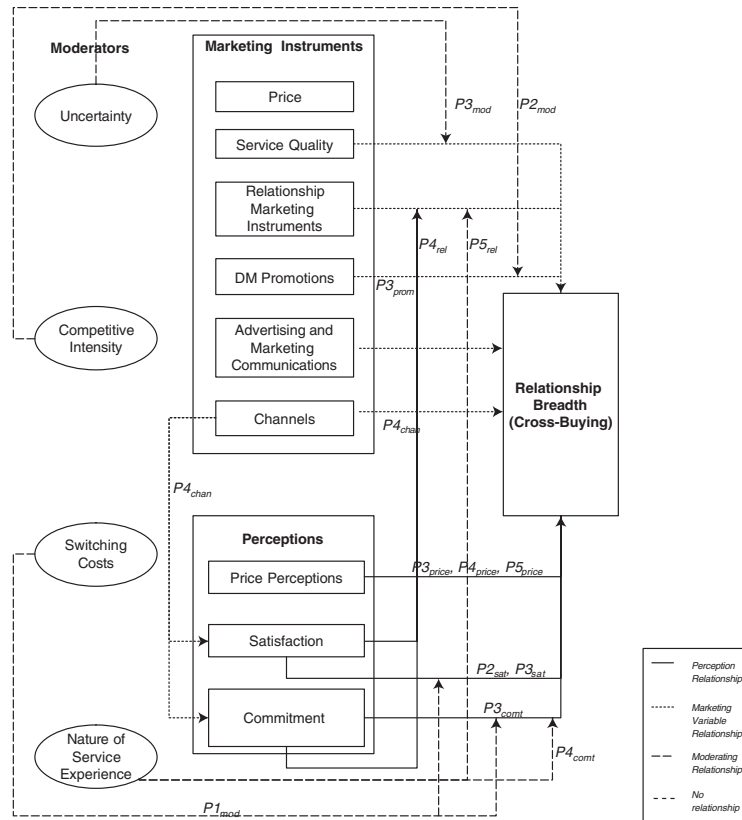 Moderators
Marketing Instruments
Uncertainty
Price
P3mod
P2mod
Service Quality
Relationship
Marketing
Instruments
P4rel
P5rel
DM Promotions
P3prom
Competitive
Intensity
Advertising and
Marketing
Communications
Relationship
Breadth
(Cross-Buying)
Channels
P4chan
P4chan
Perceptions
Switching
Costs
Price Perceptions
P3price, P4price, P5price
Satisfaction
P2sat, P3sat
Commitment
P3comt
Nature of
Service
Experience
P4comt
P1mod
Perception
Relationship
Marketing
Variable
Relationship
Moderating
Relationship
No
relationship